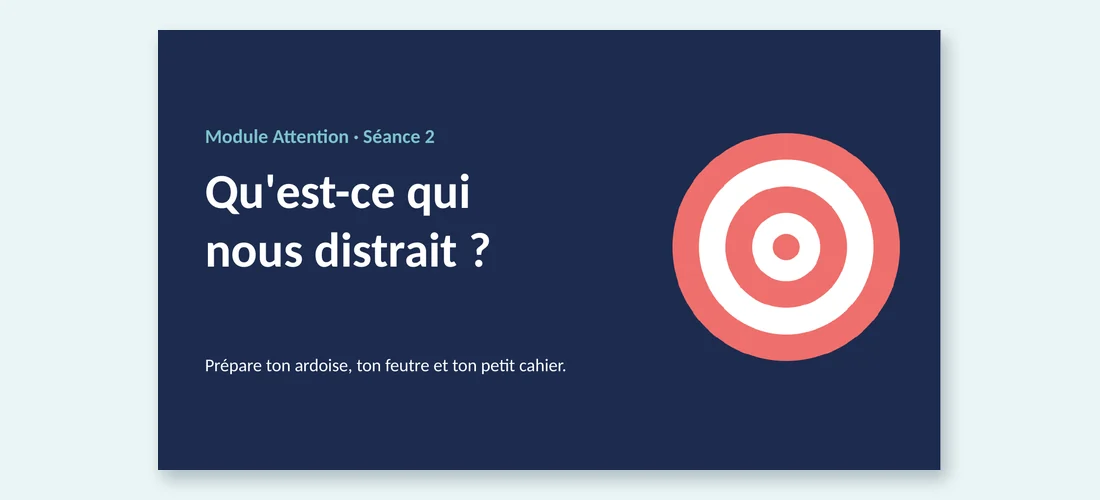 Module Attention · Séance 2
Qu'est-ce qui
nous distrait ?
Prépare ton ardoise, ton feutre et ton petit cahier.